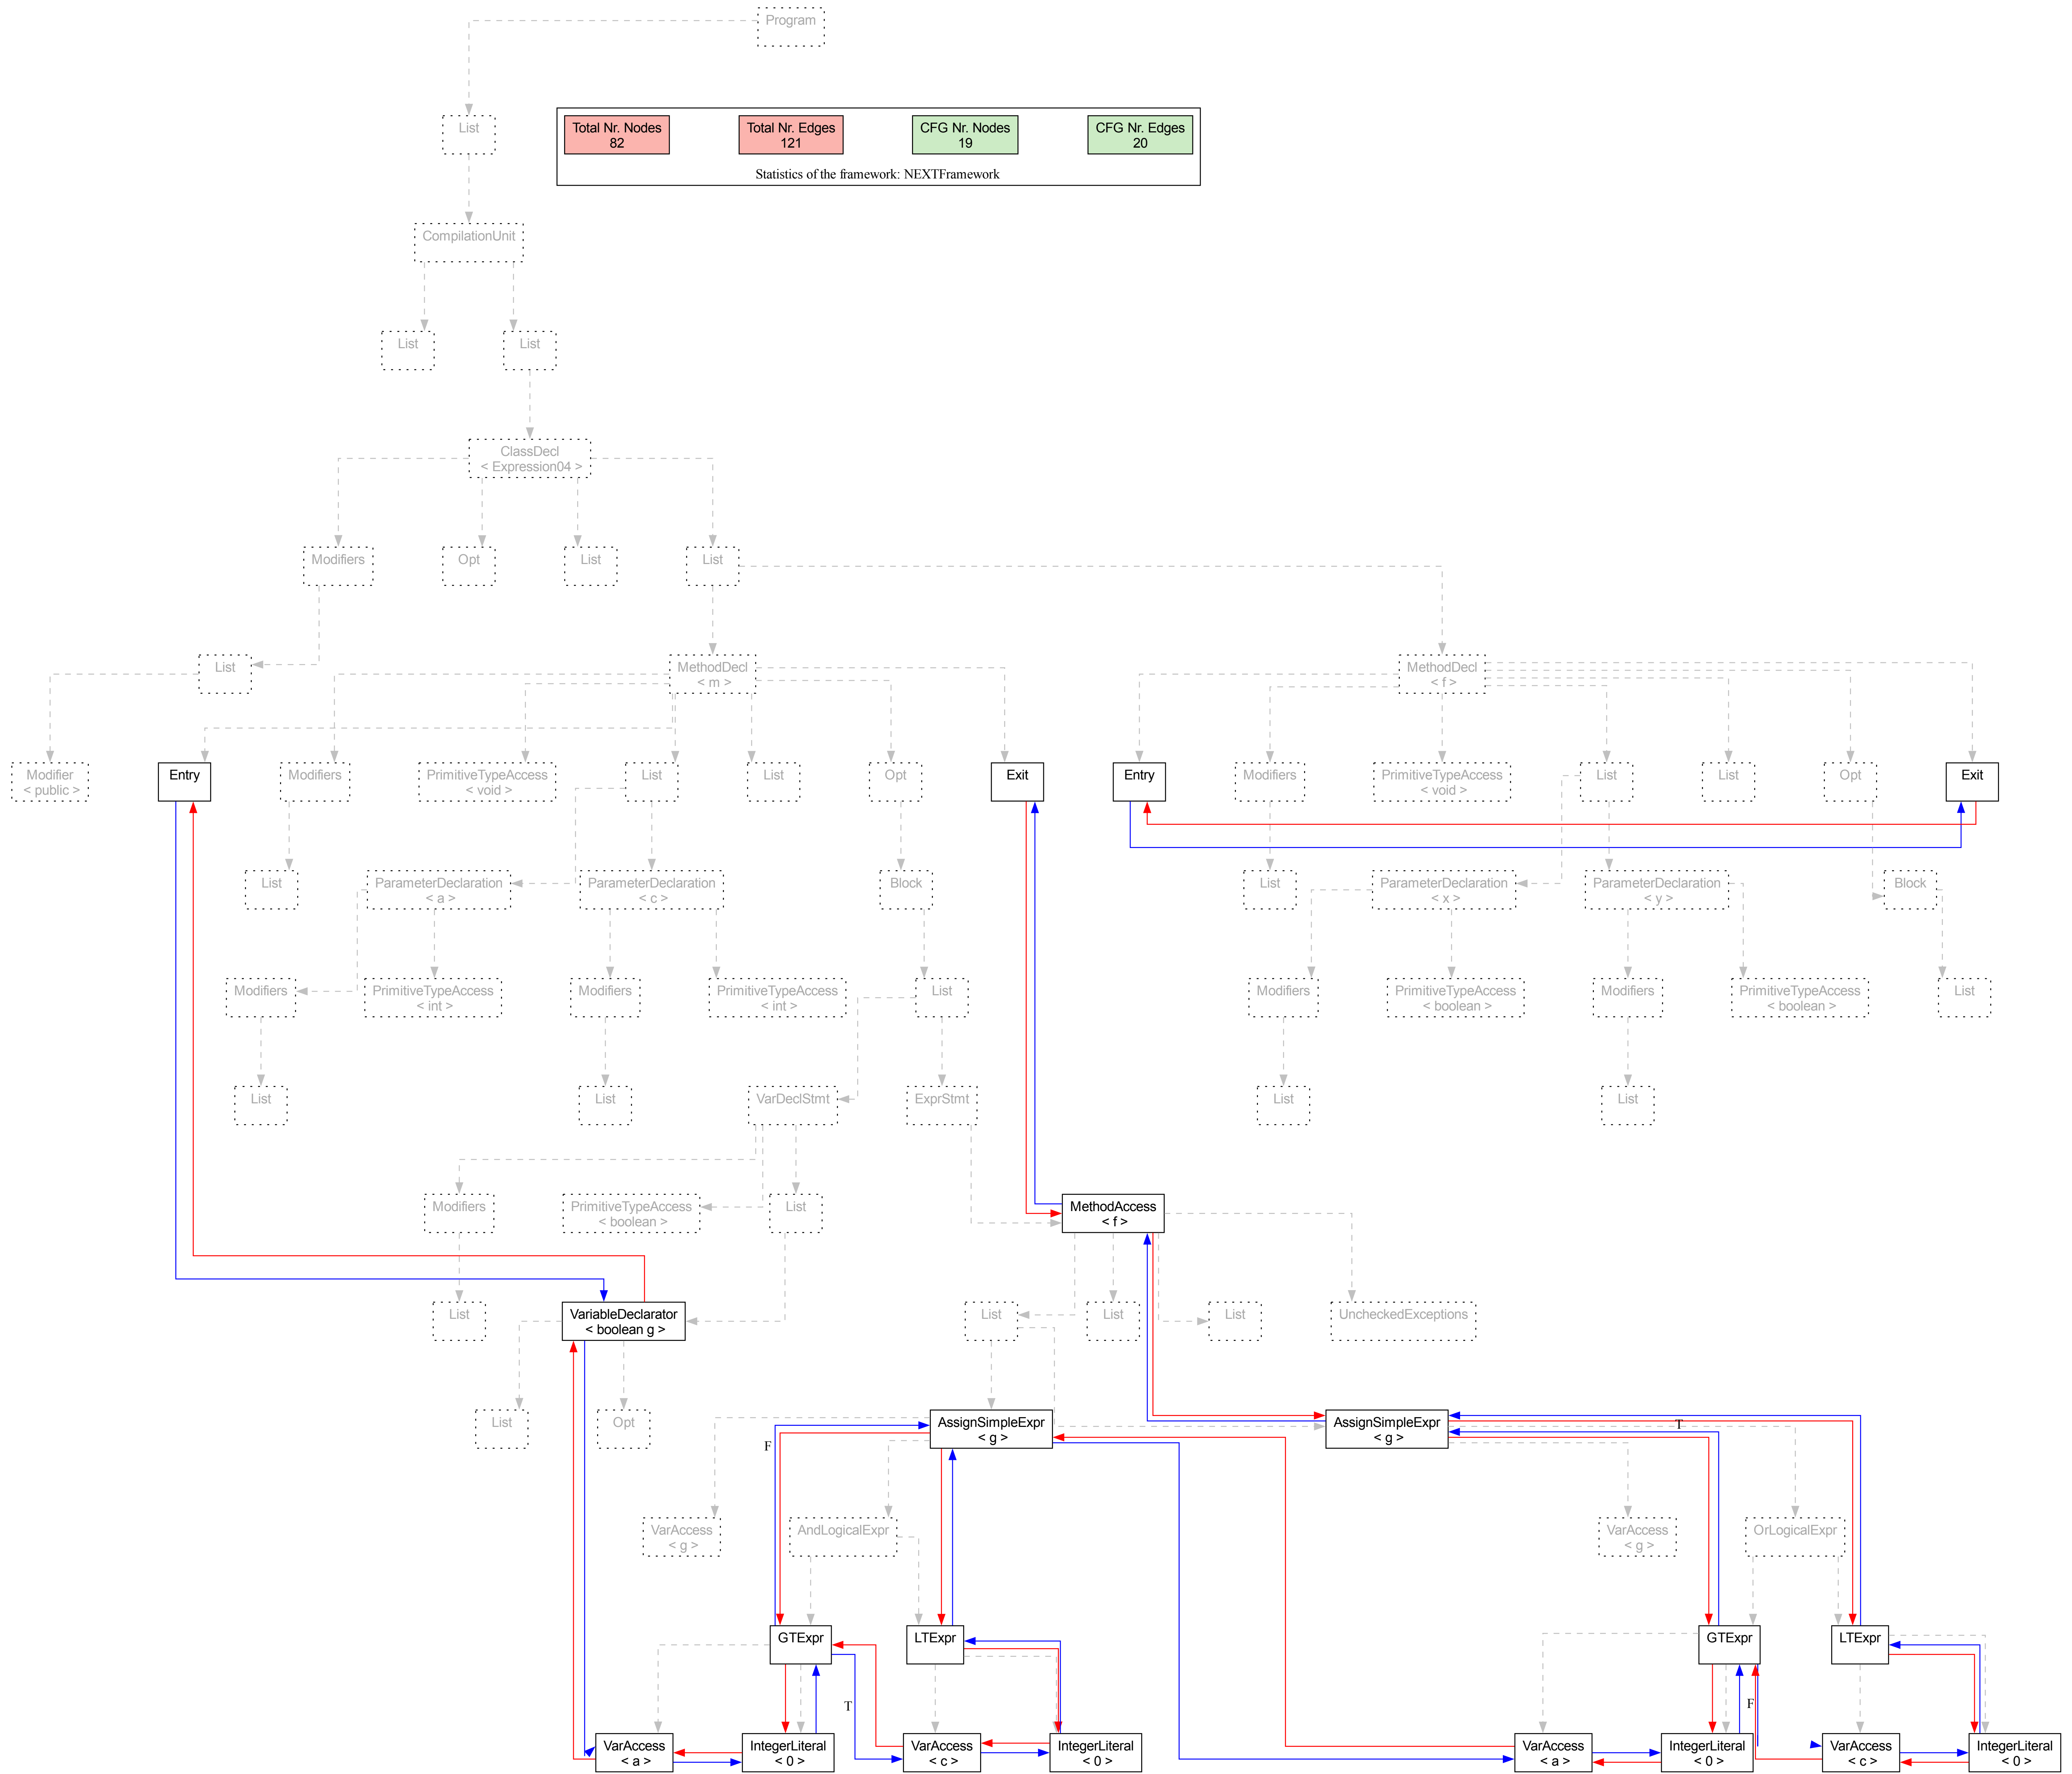 Program
List
Total Nr. Nodes
82
Total Nr. Edges
121
CFG Nr. Nodes
19
CFG Nr. Edges
20
Statistics of the framework: NEXTFramework
CompilationUnit
List
List
ClassDecl
< Expression04 >
Modifiers
Opt
List
List
List
MethodDecl
< m >
MethodDecl
< f >
Modifier
< public >
Entry
Modifiers
PrimitiveTypeAccess
< void >
List
List
Opt
Exit
Entry
Modifiers
PrimitiveTypeAccess
< void >
List
List
Opt
Exit
List
ParameterDeclaration
< a >
ParameterDeclaration
< c >
Block
List
ParameterDeclaration
< x >
ParameterDeclaration
< y >
Block
Modifiers
PrimitiveTypeAccess
< int >
Modifiers
PrimitiveTypeAccess
< int >
List
Modifiers
PrimitiveTypeAccess
< boolean >
Modifiers
PrimitiveTypeAccess
< boolean >
List
List
List
VarDeclStmt
ExprStmt
List
List
Modifiers
PrimitiveTypeAccess
< boolean >
List
MethodAccess
< f >
List
VariableDeclarator
< boolean g >
List
List
List
UncheckedExceptions
List
Opt
F
AssignSimpleExpr
< g >
AssignSimpleExpr
< g >
T
VarAccess
< g >
AndLogicalExpr
VarAccess
< g >
OrLogicalExpr
GTExpr
LTExpr
GTExpr
LTExpr
T
F
VarAccess
< a >
IntegerLiteral
< 0 >
VarAccess
< c >
IntegerLiteral
< 0 >
VarAccess
< a >
IntegerLiteral
< 0 >
VarAccess
< c >
IntegerLiteral
< 0 >